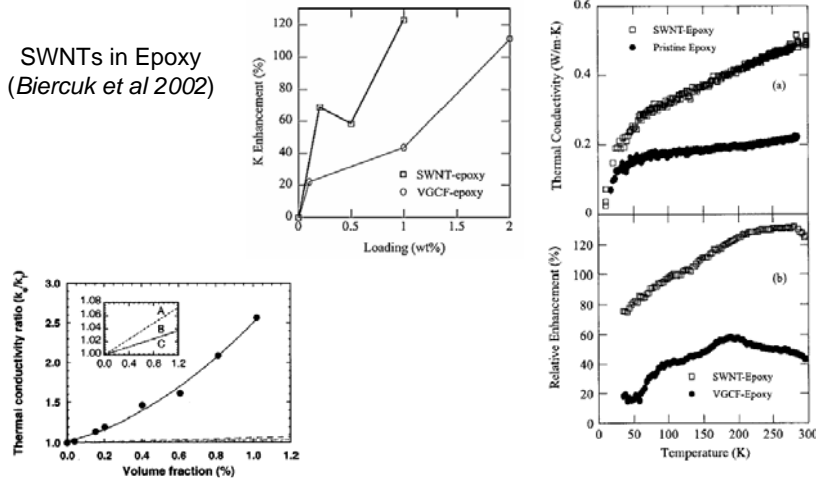 SWNTs in Epoxy
(Biercuk et al 2002)
K Enhancement (%)
120
100
80
60
40
20
0
0
0.5
1
2
Loading (wt%)
SWNT-epoxy
VGCF-epoxy
Thermal Conductivity (W/m-K)
0.6
0.4
0.2
0
SWNT-Epoxy
Pristine Epoxy
(a)
Relative Enhancement (%)
120
100
80
60
40
20
0
(b)
SWNT-Epoxy
VGCF-Epoxy
0
50
100
150
200
250
300
Temperature (K)
Thermal conductivity ratio (ke/kf)
3.0
2.5
2.0
1.5
1.0
1.08
1.06
1.04
1.02
1.00
A
B
C
0.0 0.4 0.8 1.2
0.0 0.2 0.4 0.6 0.8 1.0 1.2
Volume fraction (%)